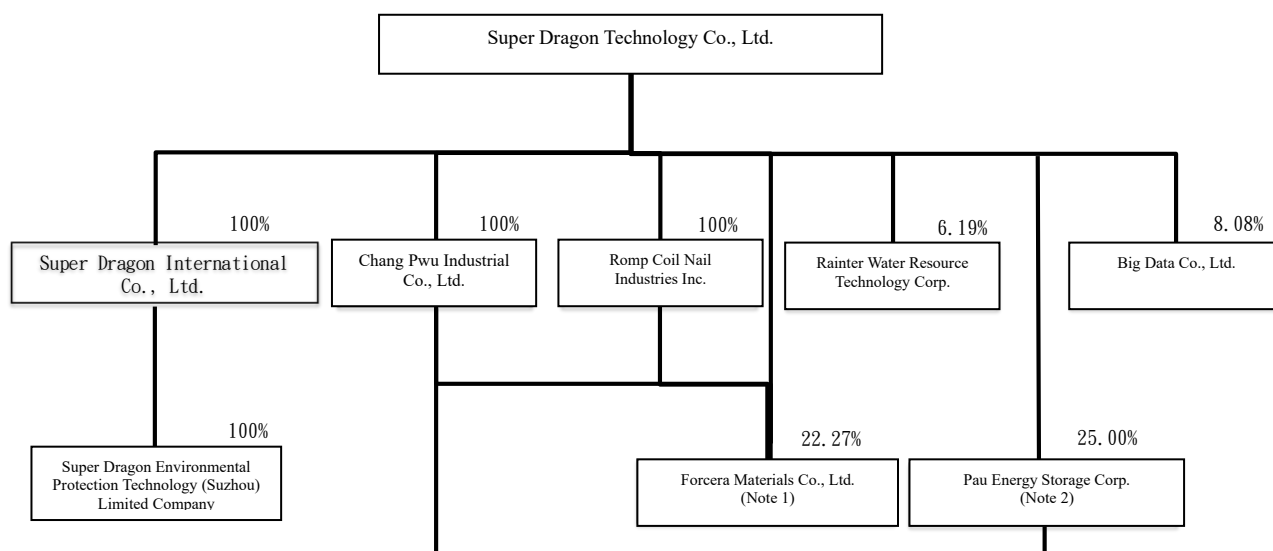 Super Dragon Technology Co., Ltd.
100%
100%
100%
6.19%
8.08%
Super Dragon International
Co., Ltd.
Chang Pwu Industrial
Co., Ltd.
Romp Coil Nail
Industries Inc.
Rainter Water Resource
Technology Corp.
Big Data Co., Ltd.
100%
22.27%
25.00%
Super Dragon Environmental
Protection Technology (Suzhou)
Limited Company
Forcera Materials Co., Ltd.
(Note 1)
Pau Energy Storage Corp.
(Note 2)